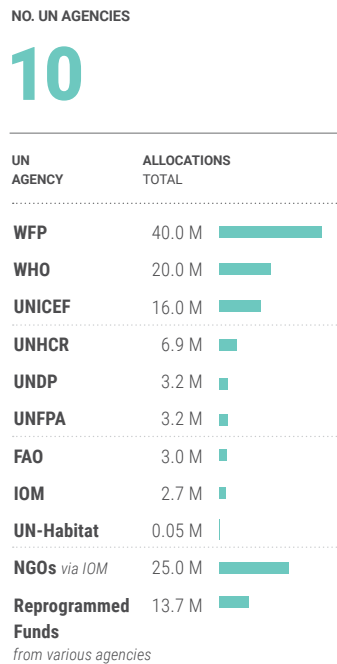 NO. UN AGENCIES
10
UN AGENCY ALLOCATIONS TOTAL
WFP 40.0 M
WHO 20.0 M
UNICEF 16.0 M
UNHCR 6.9 M
UNDP 3.2 M
UNFPA 3.2 M
FAO 3.0 M
IOM 2.7 M
UN-Habitat 0.05 M
NGOs via IOM 25.0 M
Reprogrammed 13.7 M
Funds
from various agencies